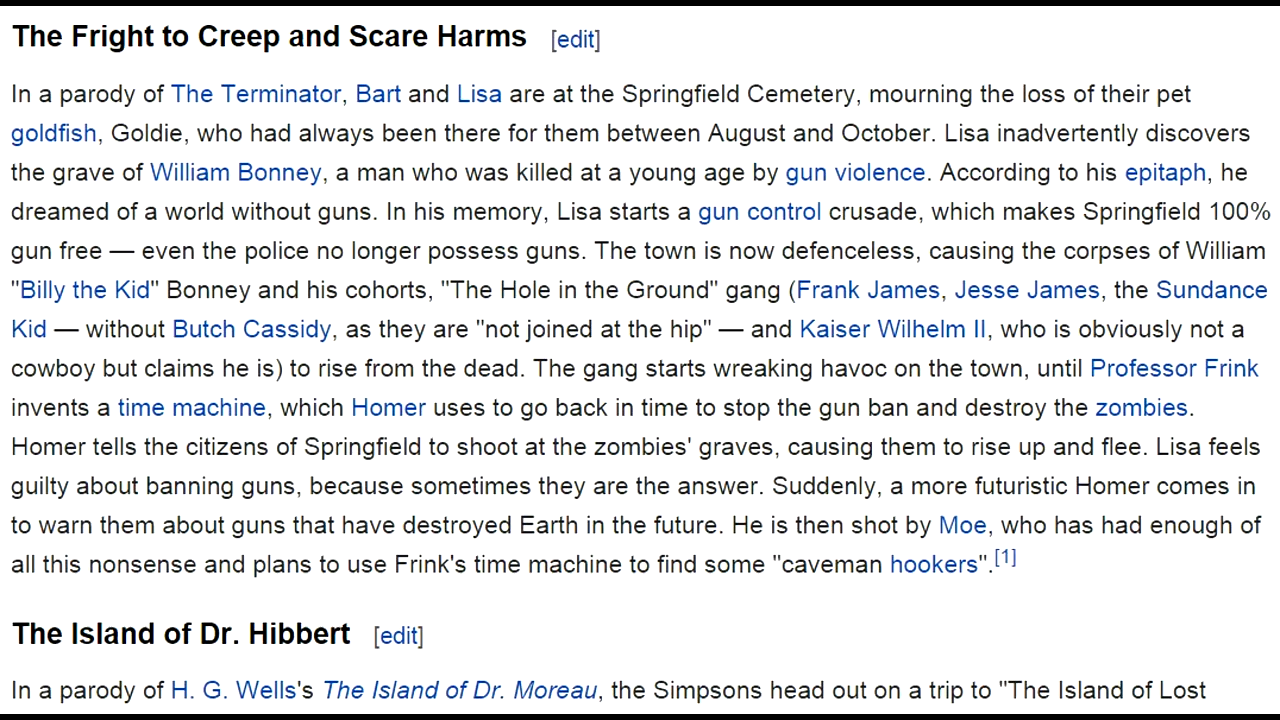 The Fright to Creep and Scare Harms [edit]
In a parody of The Terminator, Bart and Lisa are at the Springfield Cemetery, mourning the loss of their pet
goldfish, Goldie, who had always been there for them between August and October. Lisa inadvertently discovers
the grave of William Bonney, a man who was killed at a young age by gun violence. According to his epitaph, he
dreamed of a world without guns. In his memory, Lisa starts a gun control crusade, which makes Springfield 100%
gun free — even the police no longer possess guns. The town is now defenceless, causing the corpses of William
"Billy the Kid" Bonney and his cohorts, "The Hole in the Ground" gang (Frank James, Jesse James, the Sundance
Kid — without Butch Cassidy, as they are "not joined at the hip" — and Kaiser Wilhelm II, who is obviously not a
cowboy but claims he is) to rise from the dead. The gang starts wreaking havoc on the town, until Professor Frink
invents a time machine, which Homer uses to go back in time to stop the gun ban and destroy the zombies.
Homer tells the citizens of Springfield to shoot at the zombies' graves, causing them to rise up and flee. Lisa feels
guilty about banning guns, because sometimes they are the answer. Suddenly, a more futuristic Homer comes in
to warn them about guns that have destroyed Earth in the future. He is then shot by Moe, who has had enough of
all this nonsense and plans to use Frink's time machine to find some "caveman hookers".[1]
The Island of Dr. Hibbert [edit]
In a parody of H. G. Wells's The Island of Dr. Moreau, the Simpsons head out on a trip to "The Island of Lost